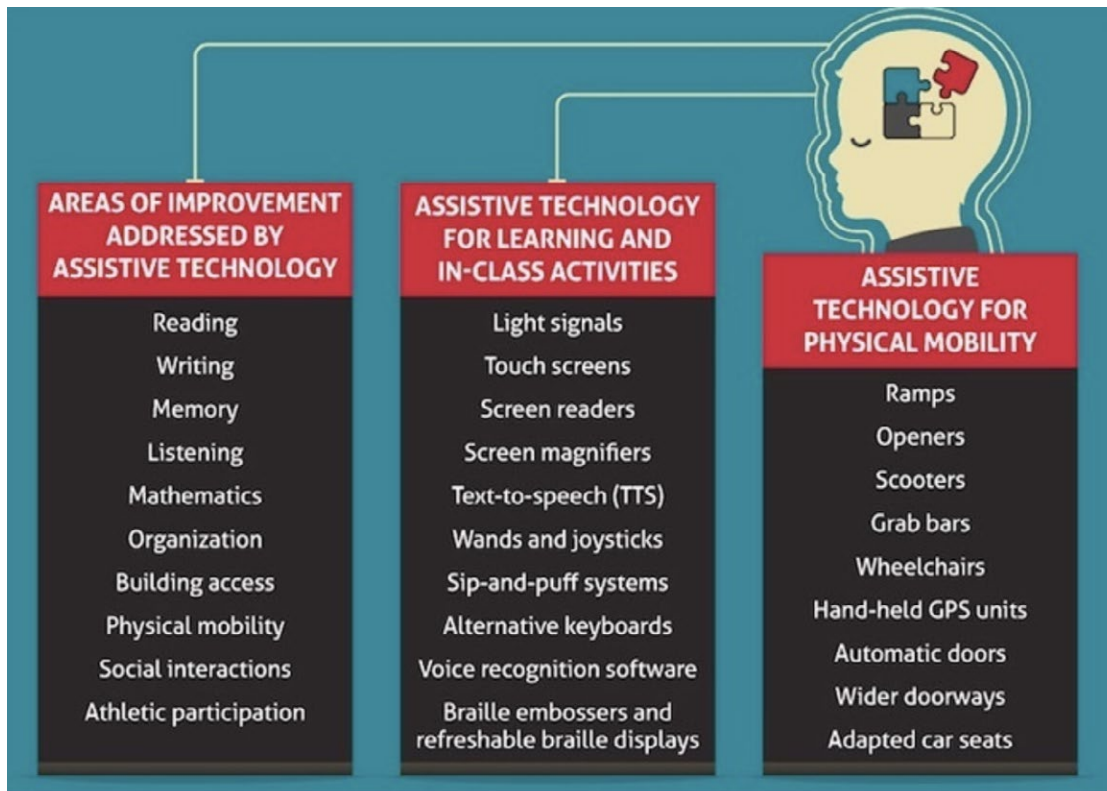 AREAS OF IMPROVEMENT
ADDRESSED BY
ASSISTIVE TECHNOLOGY
Reading
Writing
Memory
Listening
Mathematics
Organization
Building access
Physical mobility
Social interactions
Athletic participation
ASSISTIVE TECHNOLOGY
FOR LEARNING AND
IN-CLASS ACTIVITIES
Light signals
Touch screens
Screen readers
Screen magnifiers
Text-to-speech (TTS)
Wands and joysticks
Sip-and-puff systems
Alternative keyboards
Voice recognition software
Braille embossers and
refreshable braille displays
ASSISTIVE
TECHNOLOGY FOR
PHYSICAL MOBILITY
Ramps
Openers
Scooters
Grab bars
Wheelchairs
Hand-held GPS units
Automatic doors
Wider doorways
Adapted car seats